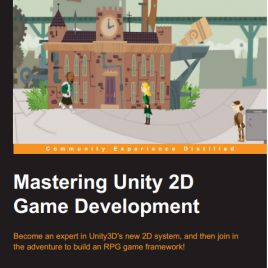 Community Experience Distilled
Mastering Unity 2D
Game Development
Become an expert in Unity3D's new 2D system, and then join in
the adventure to build an RPG game framework!